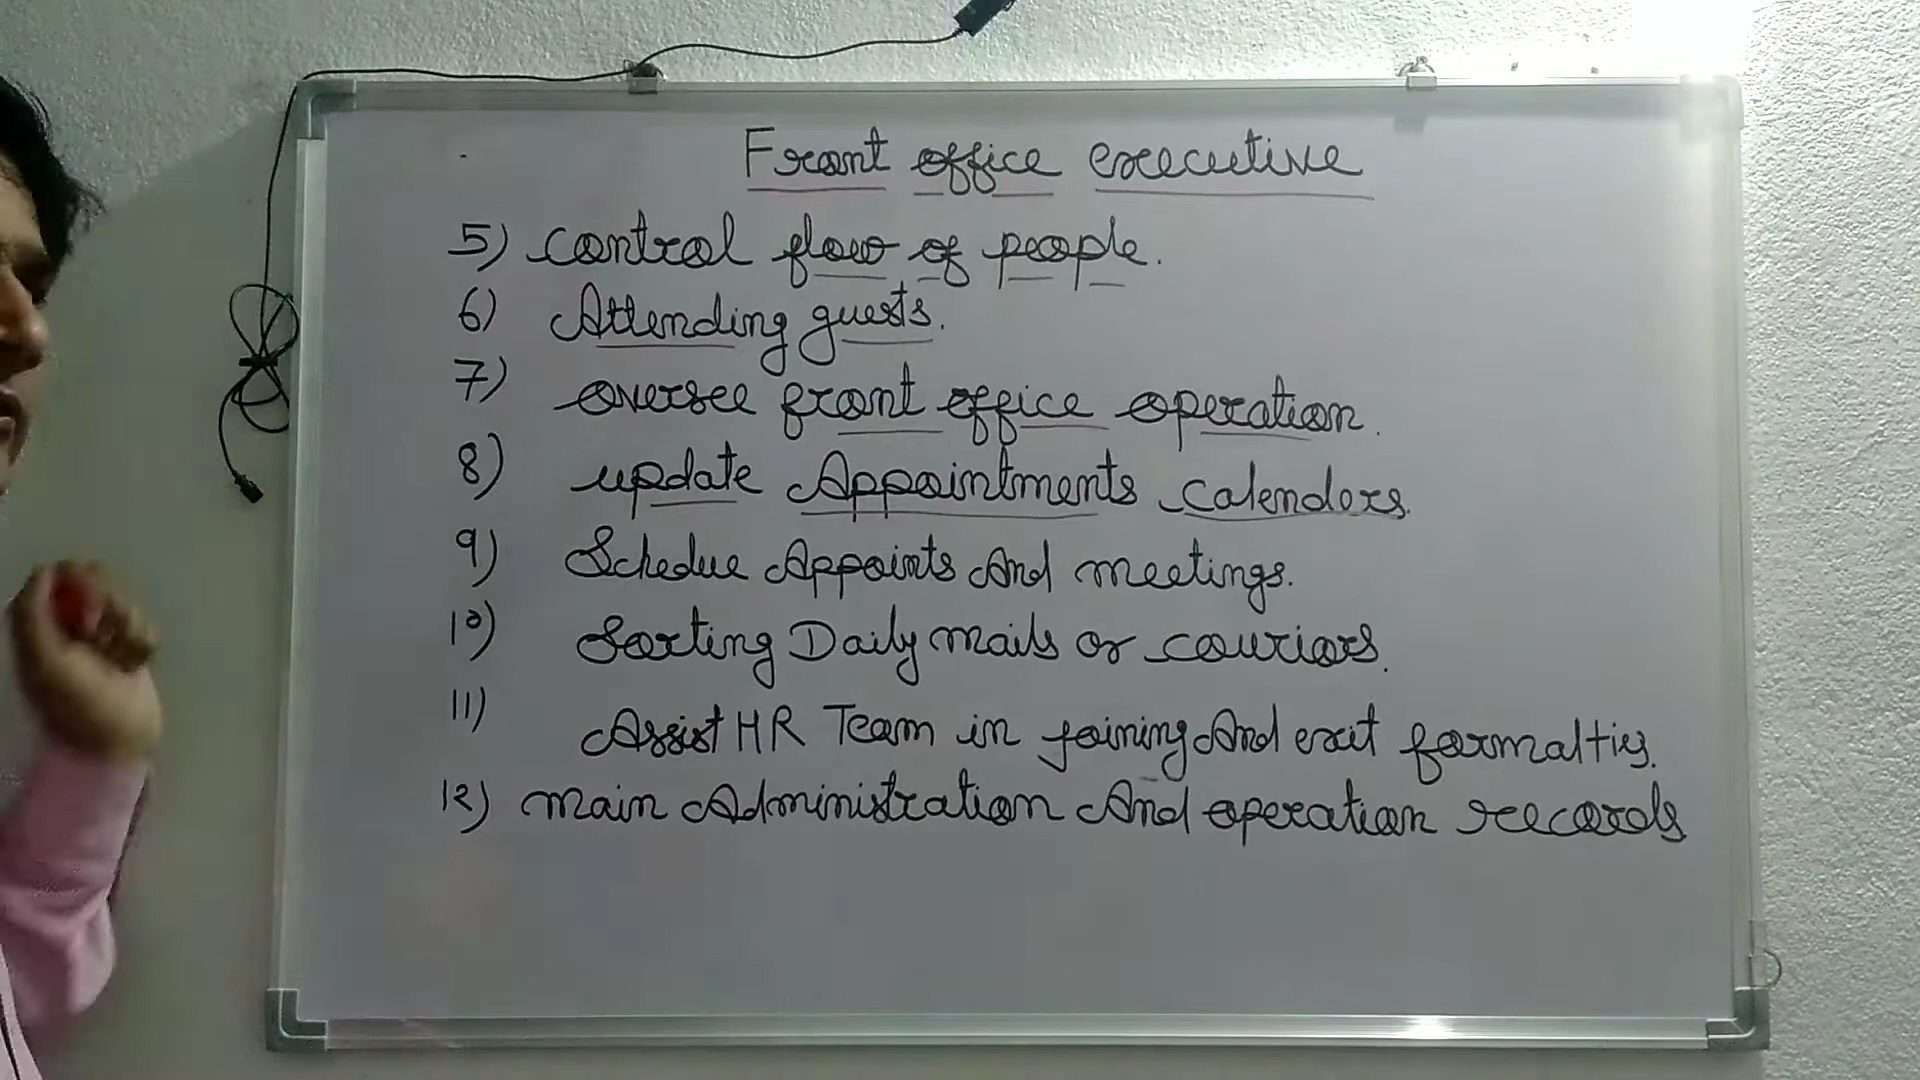 Front office executive
5) control flow of people.
6) Attending guests.
7) oversee front office operation.
8) update Appointments calenders.
9) Schedue Appoints And meetings.
10) Sorting Daily mails or couriors.
11) Assist HR Team in joining And exit formalties.
12) main Administration And operation records